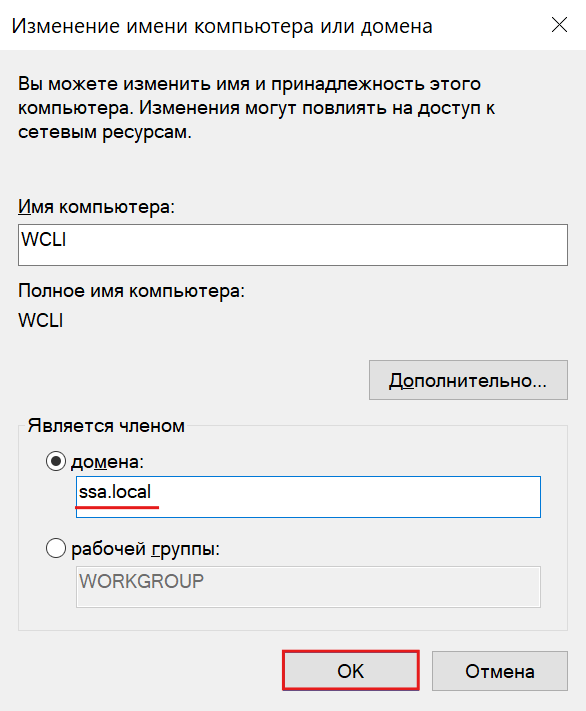 Изменение имени компьютера или домена
Вы можете изменить имя и принадлежность этого
компьютера. Изменения могут повлиять на доступ к
сетевым ресурсам.
Имя компьютера:
WCLI
Полное имя компьютера:
WCLI
Дополнительно...
Является членом
домена:
ssa.local
рабочей группы:
WORKGROUP
OK
Отмена